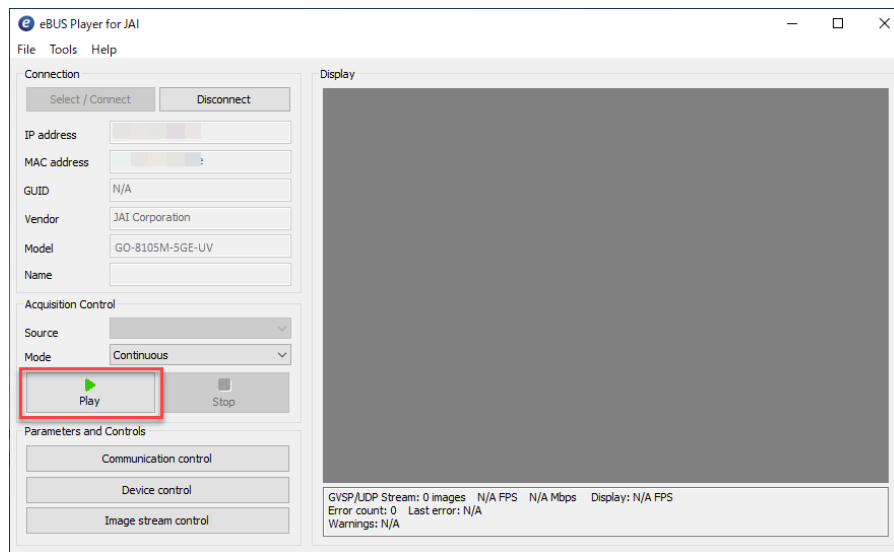 eBUS Player for JAI
File Tools Help
Connection
Select / Connect Disconnect
IP address
MAC address
GUID N/A
Vendor JAI Corporation
Model GO-8105M-5GE-UV
Name
Acquisition Control
Source
Mode Continuous
Play Stop
Parameters and Controls
Communication control
Device control
Image stream control
Display
GVSP/UDP Stream: 0 images N/A FPS N/A Mbps Display: N/A FPS
Error count: 0 Last error: N/A
Warnings: N/A